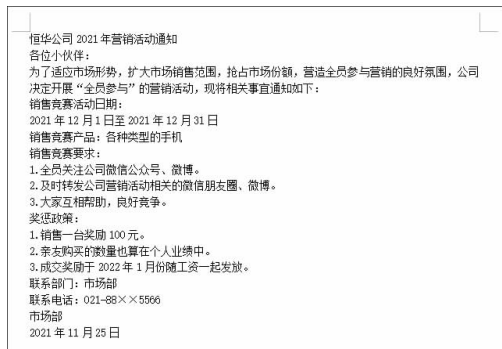 恒华公司 2021 年营销活动通知
各位小伙伴：
为了适应市场形势，扩大市场销售范围，抢占市场份额，营造全员参与营销的良好氛围，公司
决定开展“全员参与”的营销活动，现将相关事宜通知如下：
销售竞赛活动日期：
2021 年 12 月 1 日至 2021 年 12 月 31 日
销售竞赛产品：各种类型的手机
销售竞赛要求：
1.全员关注公司微信公众号、微博。
2.及时转发公司营销活动相关的微信朋友圈、微博。
3.大家互相帮助，良好竞争。
奖惩政策：
1.销售一台奖励 100 元。
2.亲友购买的数量也算在个人业绩中。
3.成交奖励于 2022 年 1 月份随工资一起发放。
联系部门：市场部
联系电话：021-88××5566
市场部
2021 年 11 月 25 日